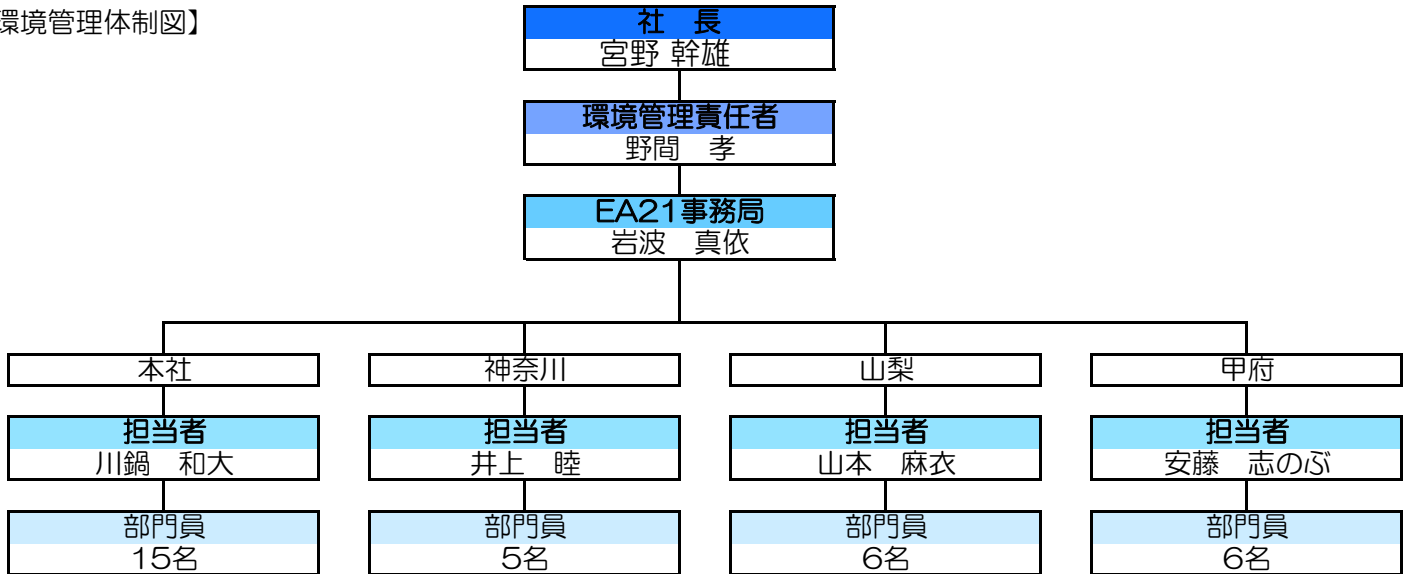 環境管理体制図】
社　長
宮野 幹雄
環境管理責任者
野間　孝
EA21事務局
岩波　真依
本社
神奈川
山梨
甲府
担当者
担当者
担当者
担当者
川鍋　和大
井上　睦
山本　麻衣
安藤　志のぶ
部門員
部門員
部門員
部門員
15名
5名
6名
6名